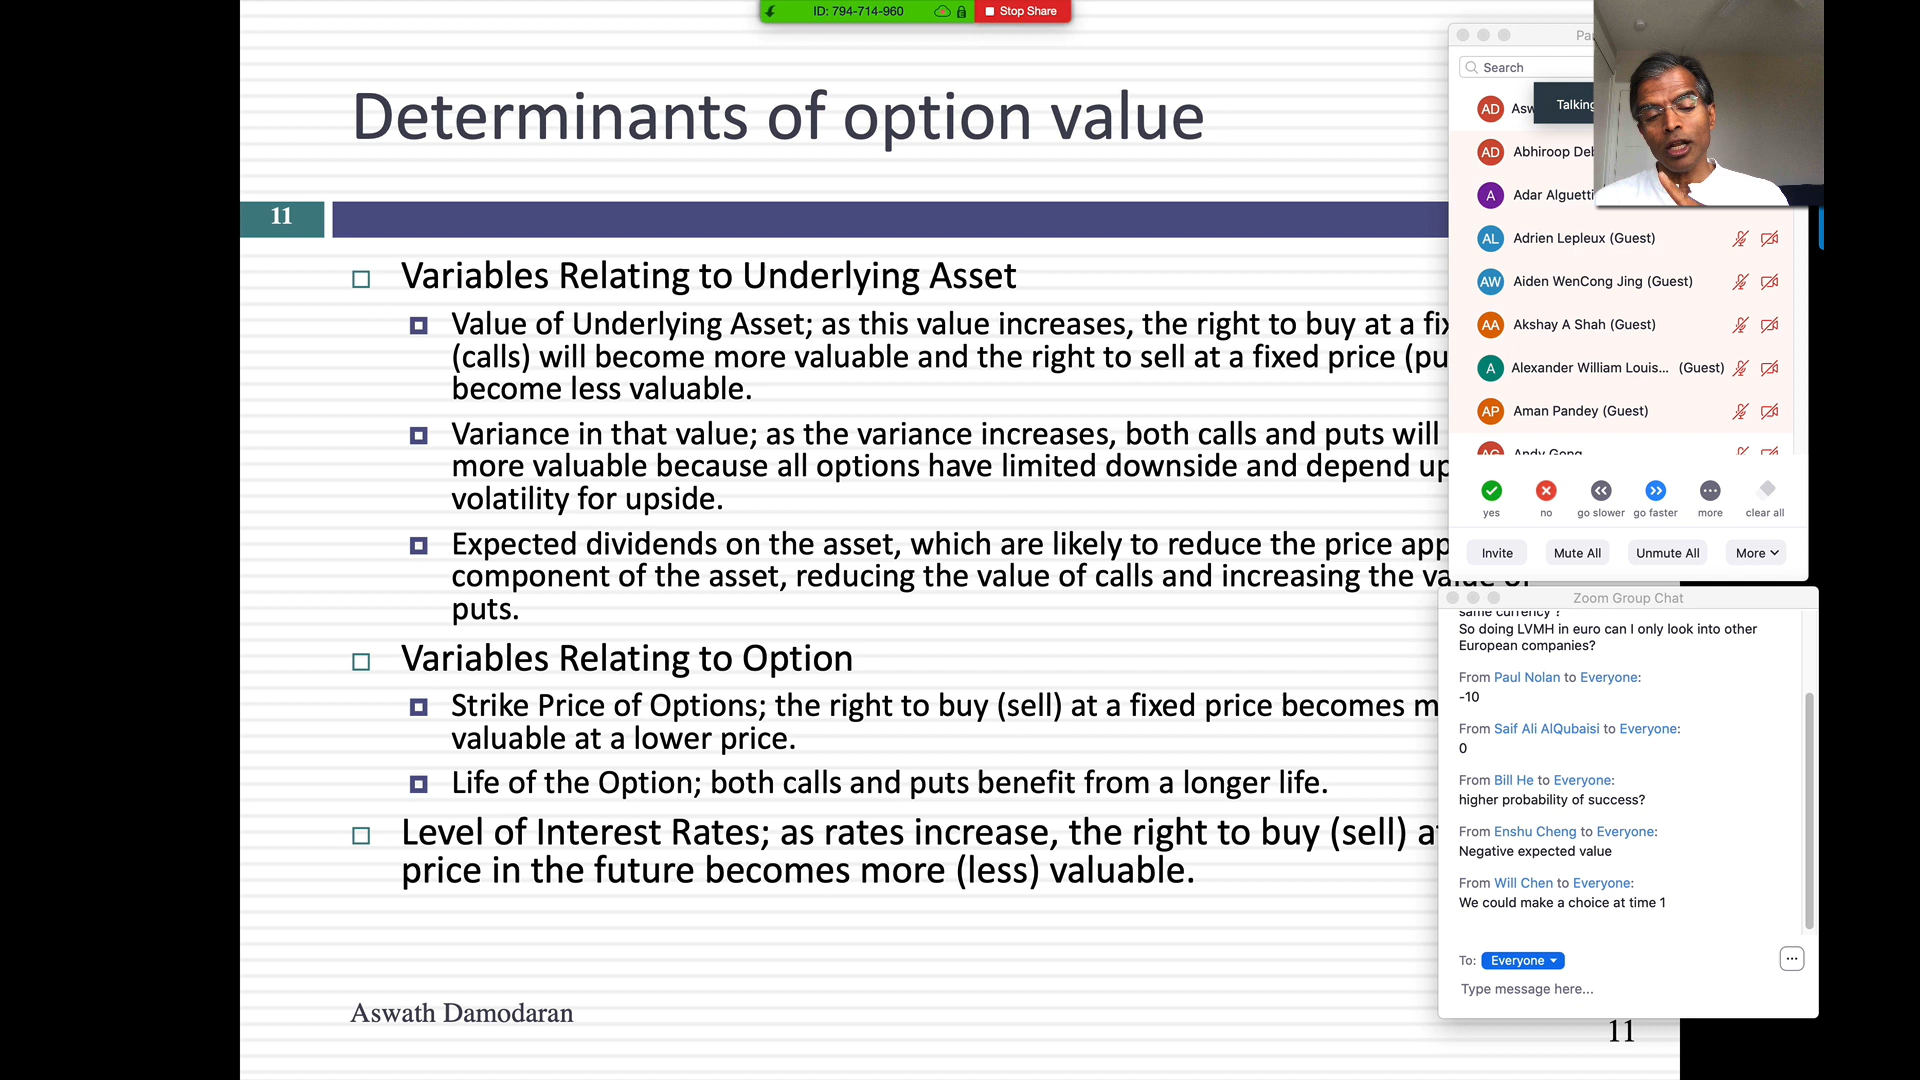 ID: 794-714-960
Stop Share
Determinants of option value
11
Variables Relating to Underlying Asset
Value of Underlying Asset; as this value increases, the right to buy at a
(calls) will become more valuable and the right to sell at a fixed price
become less valuable.
Variance in that value; as the variance increases, both calls and puts will
more valuable because all options have limited downside and depend
volatility for upside.
Expected dividends on the asset, which are likely to reduce the price
component of the asset, reducing the value of calls and increasing the value of
puts.
Variables Relating to Option
Strike Price of Options; the right to buy (sell) at a fixed price becomes
valuable at a lower price.
Life of the Option; both calls and puts benefit from a longer life.
Level of Interest Rates; as rates increase, the right to buy (sell)
price in the future becomes more (less) valuable.
Aswath Damodaran
11
Search
Talking
AD
AD Abhiroop
A Adar Alguetti
AL Adrien Lepleux (Guest)
AW Aiden WenCong Jing (Guest)
AA Akshay A Shah (Guest)
A Alexander William Louis... (Guest)
AP Aman Pandey (Guest)
Andy Gong
yes no go slower go faster more clear all
Invite Mute All Unmute All More
Zoom Group Chat
same currency ?
So doing LVMH in euro can I only look into other
European companies?
From Paul Nolan to Everyone:
-10
From Saif Ali AlQubaisi to Everyone:
0
From Bill He to Everyone:
higher probability of success?
From Enshu Cheng to Everyone:
Negative expected value
From Will Chen to Everyone:
We could make a choice at time 1
To: Everyone
Type message here...